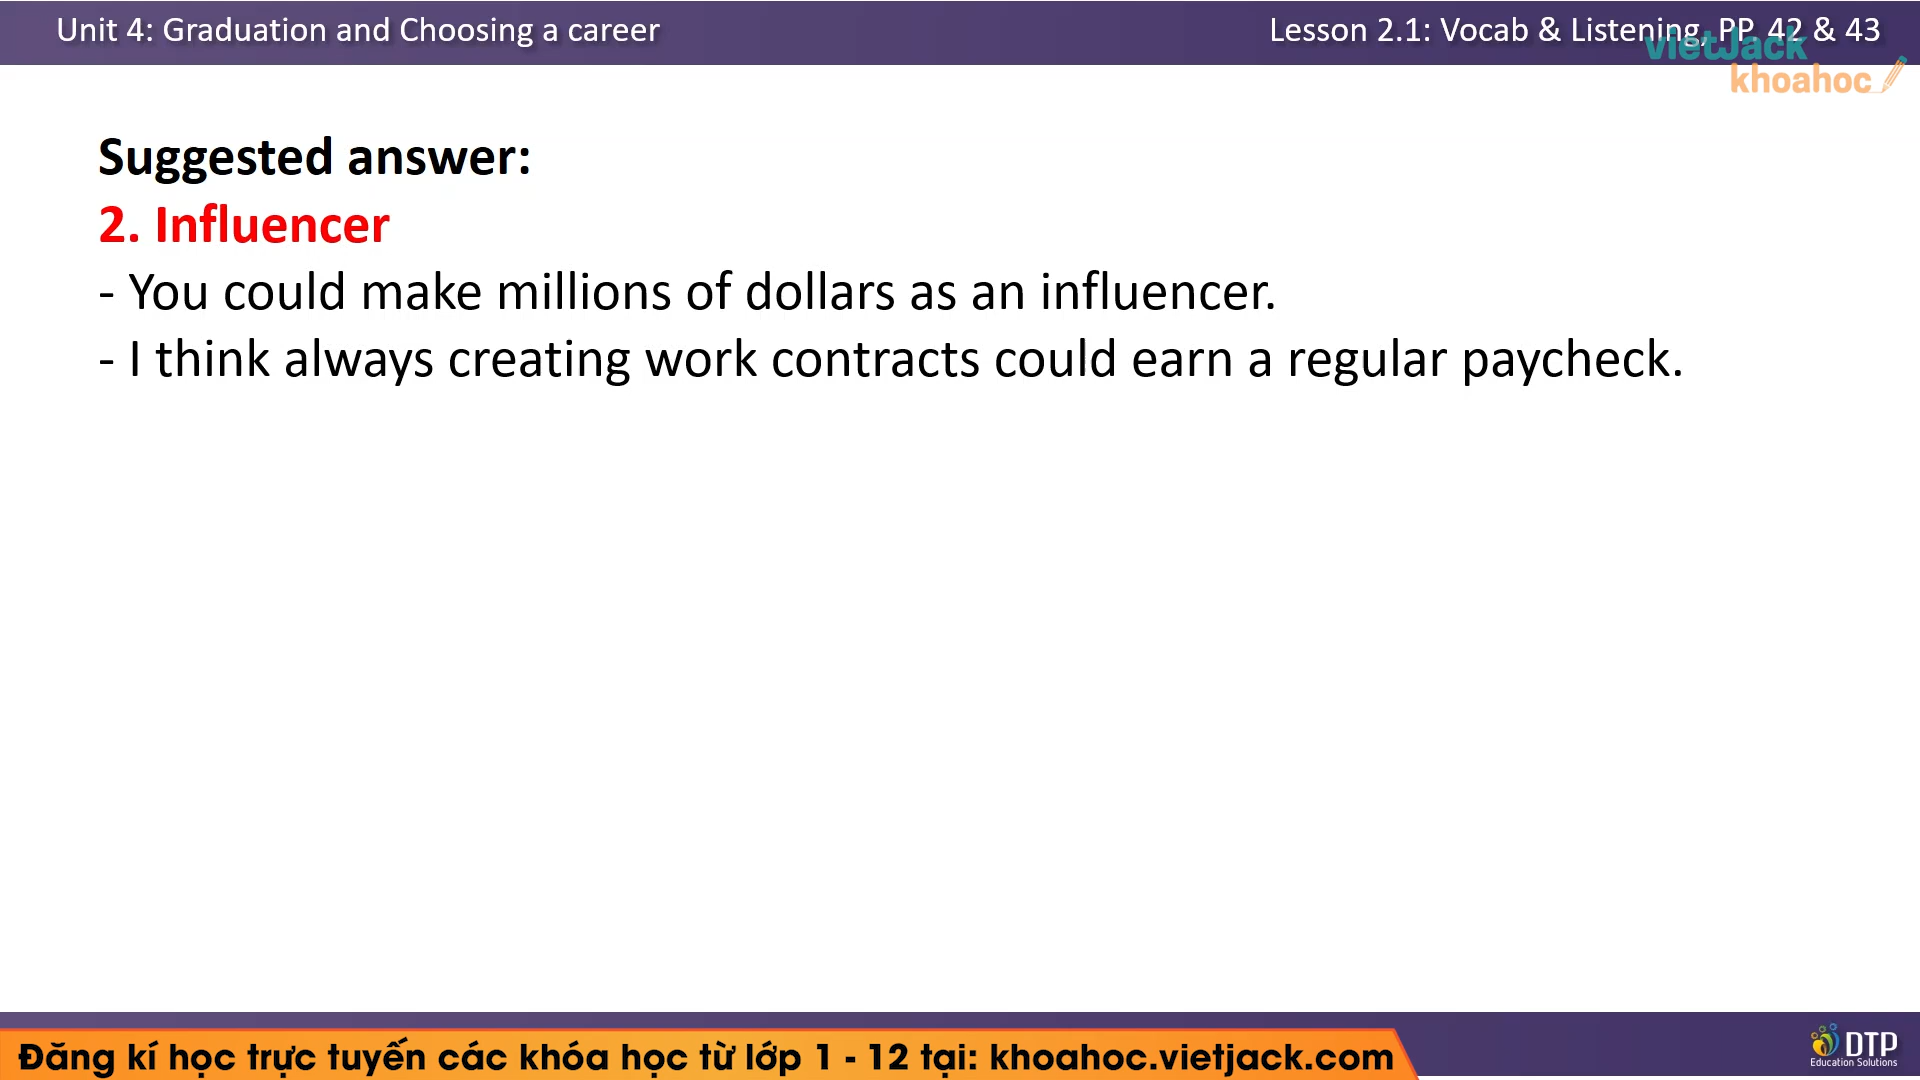 Unit 4: Graduation and Choosing a career
Lesson 2.1: Vocab & Listening, PP. 42 & 43
vietJack
khoahoc
Suggested answer:
2. Influencer
- You could make millions of dollars as an influencer.
- I think always creating work contracts could earn a regular paycheck.
Đăng kí học trực tuyến các khóa học từ lớp 1 - 12 tại: khoahoc.vietjack.com
DTP
Education Solutions